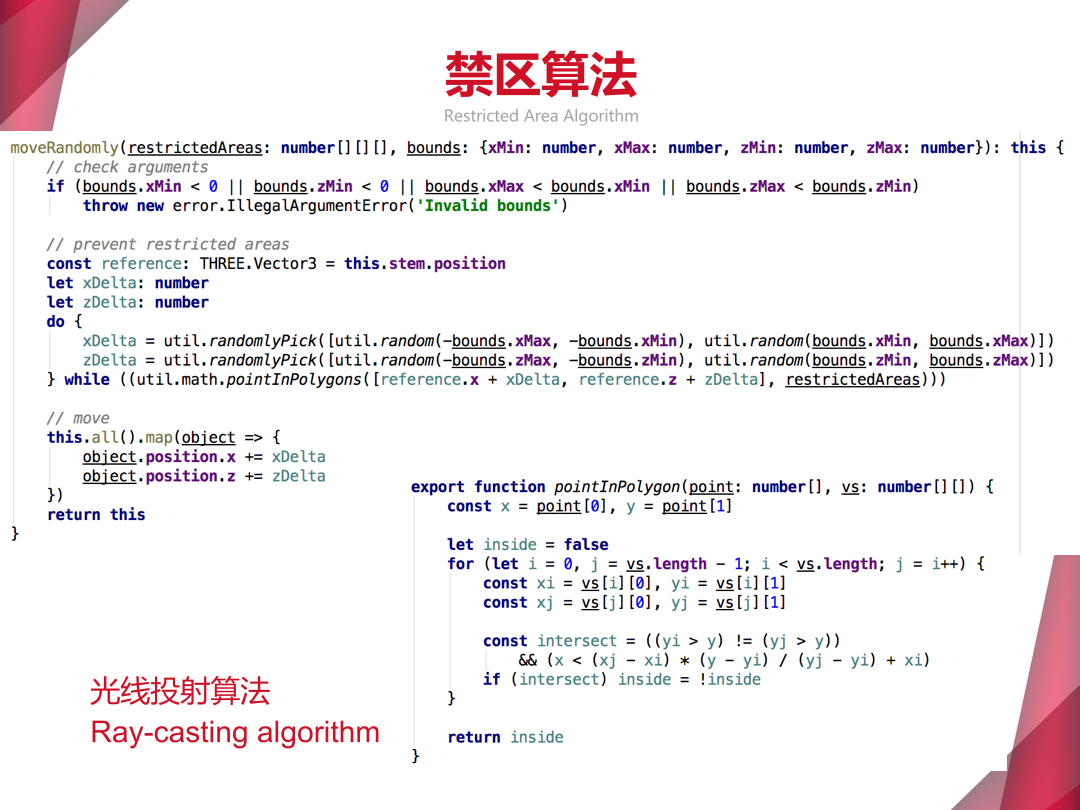 禁区算法
Restricted Area Algorithm
moveRandomly(restrictedAreas: number[][][], bounds: {xMin: number, xMax: number, zMin: number, zMax: number}): this {
    // check arguments
    if (bounds.xMin < 0 || bounds.zMin < 0 || bounds.xMax < bounds.xMin || bounds.zMax < bounds.zMin)
        throw new error.IllegalArgumentError('Invalid bounds')
    // prevent restricted areas
    const reference: THREE.Vector3 = this.stem.position
    let xDelta: number
    let zDelta: number
    do {
        xDelta = util.randomlyPick([util.random(-bounds.xMax, -bounds.xMin), util.random(bounds.xMin, bounds.xMax)])
        zDelta = util.randomlyPick([util.random(-bounds.zMax, -bounds.zMin), util.random(bounds.zMin, bounds.zMax)])
    } while ((util.math.pointInPolygons([reference.x + xDelta, reference.z + zDelta], restrictedAreas)))
    // move
    this.all().map(object => {
        object.position.x += xDelta
        object.position.z += zDelta
    })
    return this
}
export function pointInPolygon(point: number[], vs: number[][]) {
    const x = point[0], y = point[1]
    let inside = false
    for (let i = 0, j = vs.length - 1; i < vs.length; j = i++) {
        const xi = vs[i][0], yi = vs[i][1]
        const xj = vs[j][0], yj = vs[j][1]
        const intersect = ((yi > y) != (yj > y))
            && (x < (xj - xi) * (y - yi) / (yj - yi) + xi)
        if (intersect) inside = !inside
    }
    return inside
}
光线投射算法
Ray-casting algorithm